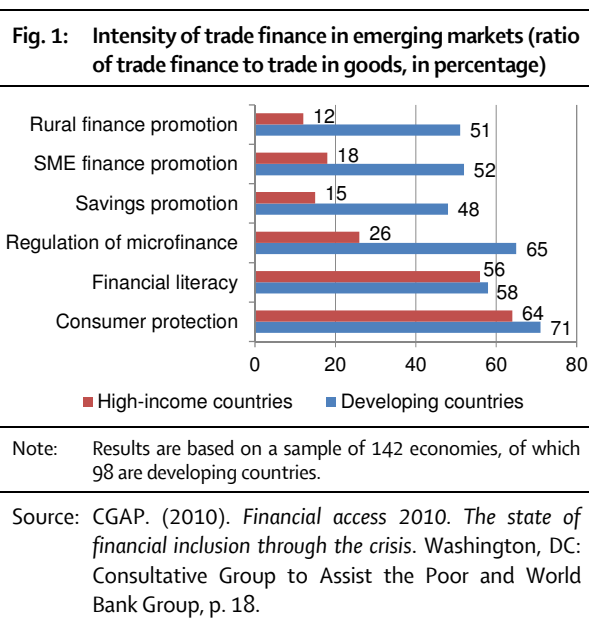 Fig. 1: Intensity of trade finance in emerging markets (ratio
of trade finance to trade in goods, in percentage)
Rural finance promotion 12 51
SME finance promotion 18 52
Savings promotion 15 48
Regulation of microfinance 26 65
Financial literacy 56 58
Consumer protection 64 71
0 20 40 60 80
High-income countries Developing countries
Note: Results are based on a sample of 142 economies, of which
98 are developing countries.
Source: CGAP. (2010). Financial access 2010. The state of
financial inclusion through the crisis. Washington, DC:
Consultative Group to Assist the Poor and World
Bank Group, p. 18.